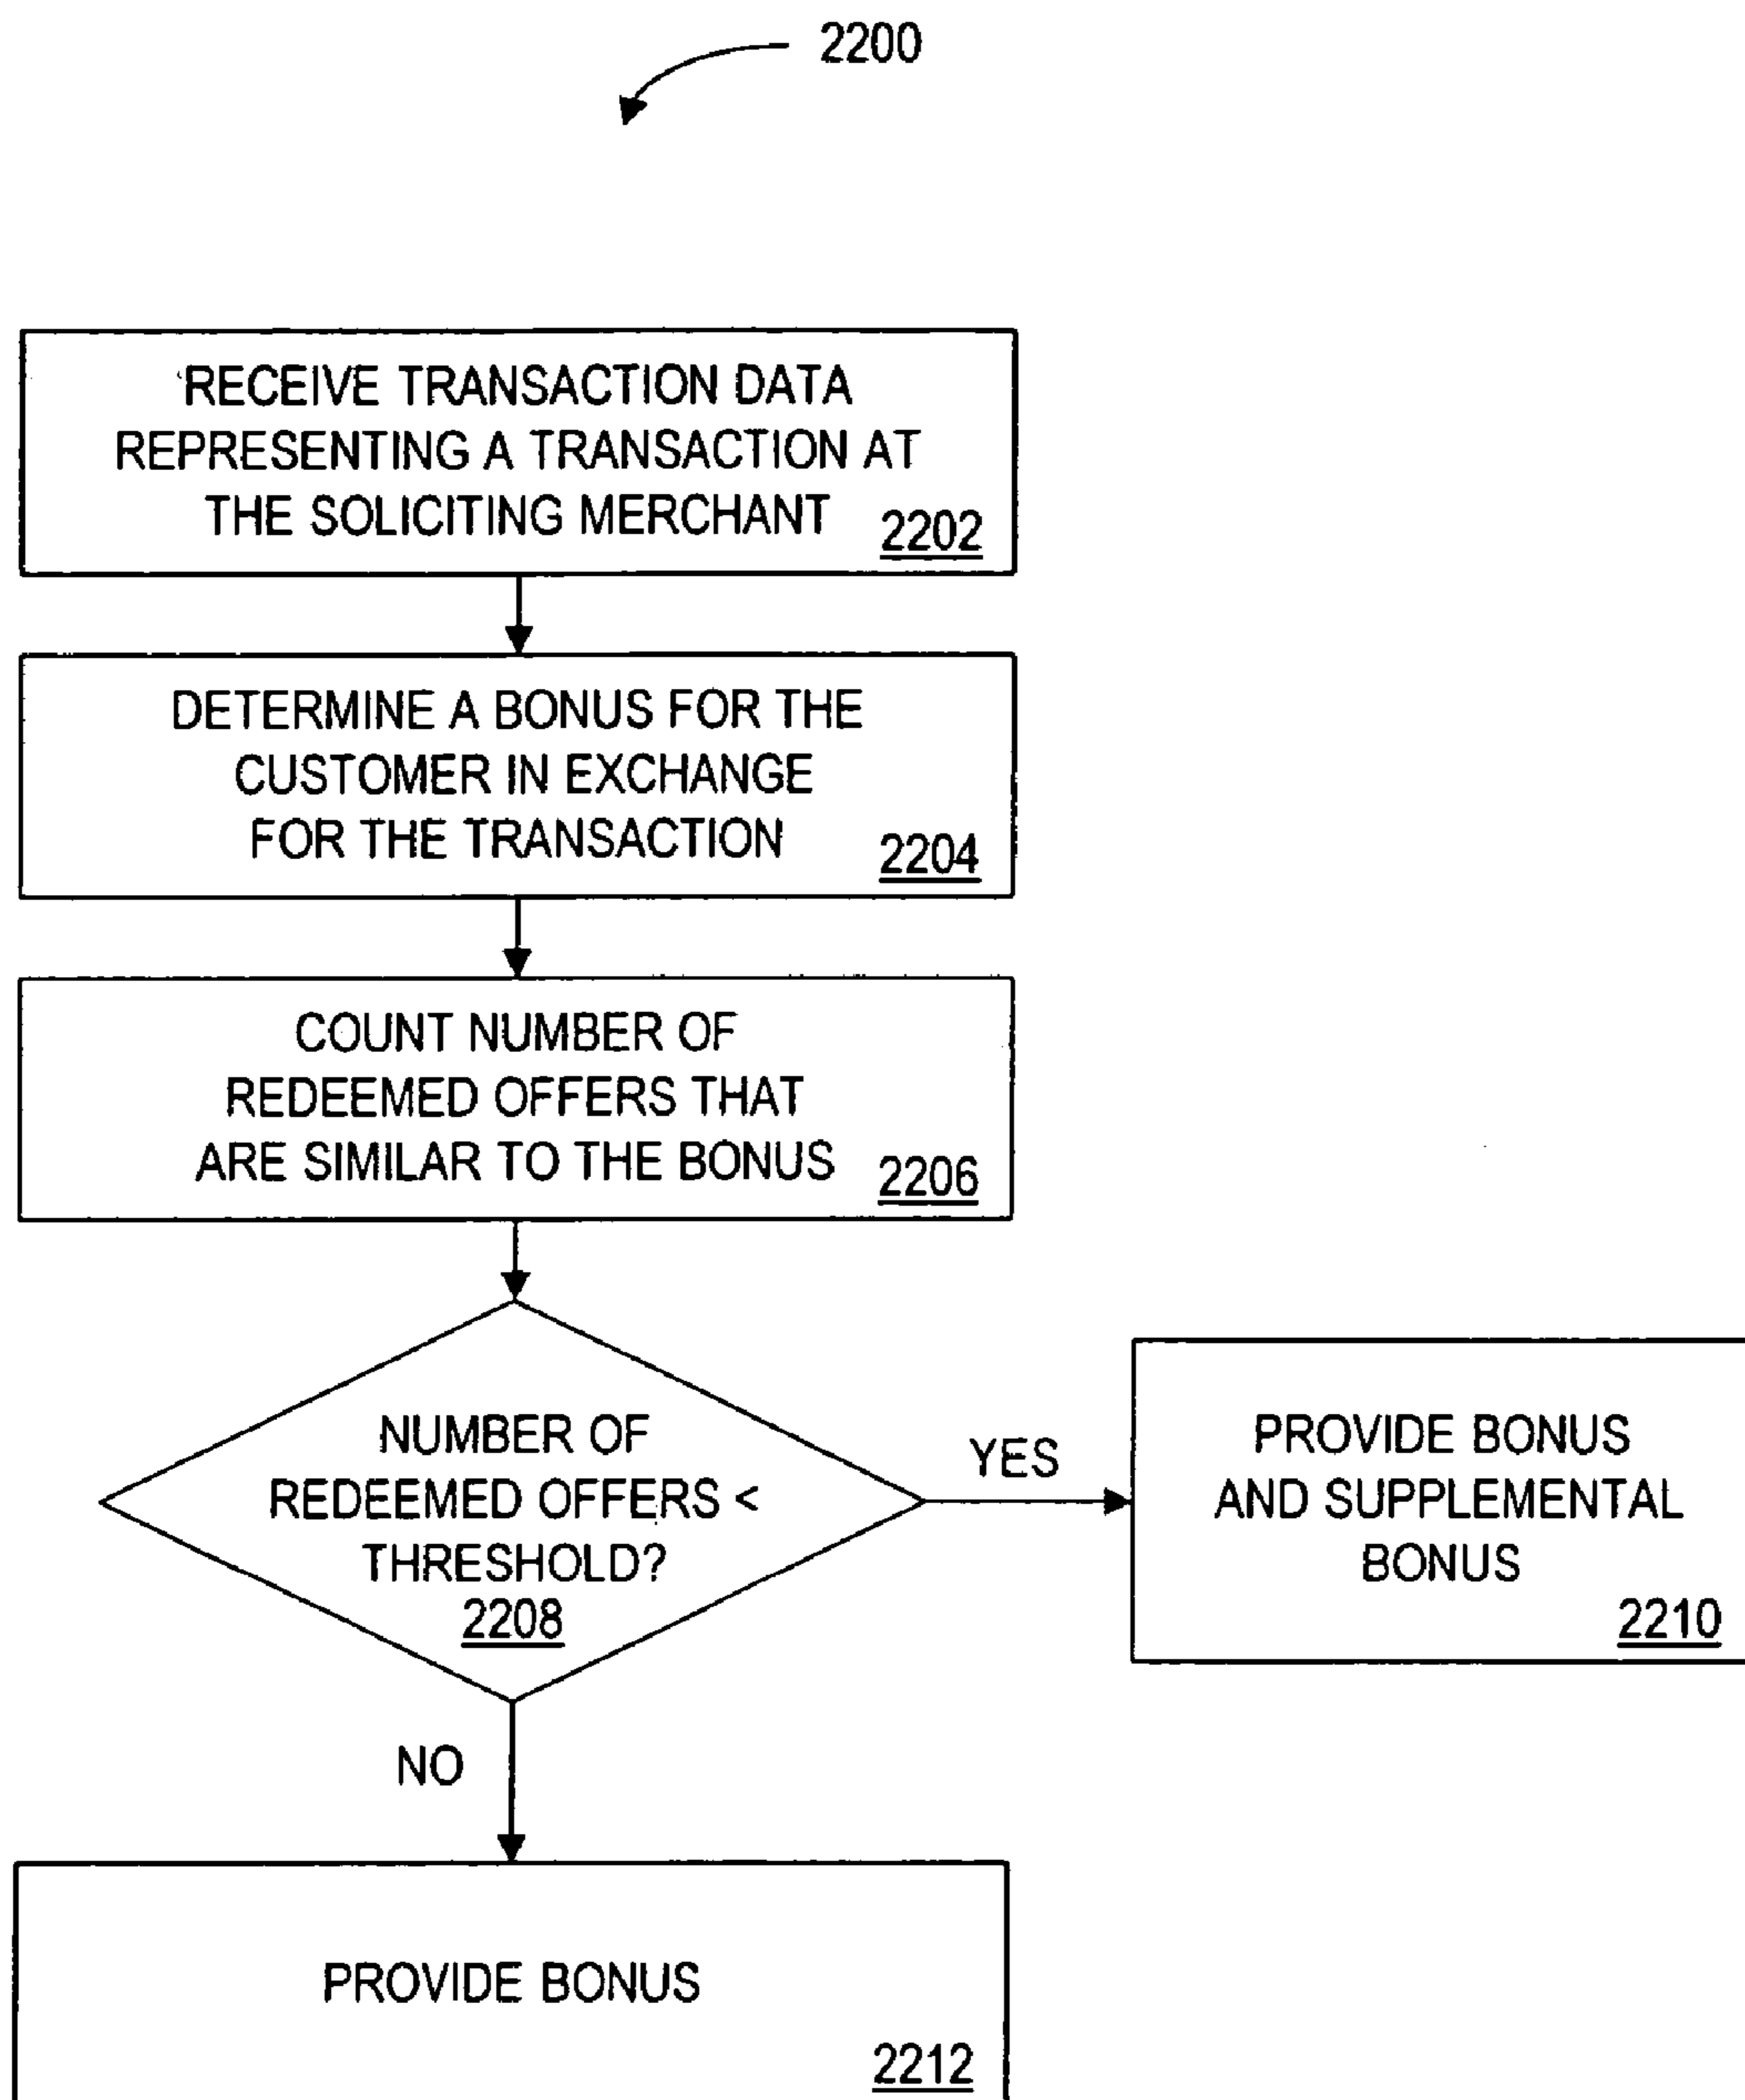 2200
RECEIVE TRANSACTION DATA
REPRESENTING A TRANSACTION AT
THE SOLICITING MERCHANT
2202
DETERMINE A BONUS FOR THE
CUSTOMER IN EXCHANGE
FOR THE TRANSACTION
2204
COUNT NUMBER OF
REDEEMED OFFERS THAT
ARE SIMILAR TO THE BONUS
2206
NUMBER OF
REDEEMED OFFERS <
THRESHOLD?
2208
YES
PROVIDE BONUS
AND SUPPLEMENTAL
BONUS
2210
NO
PROVIDE BONUS
2212